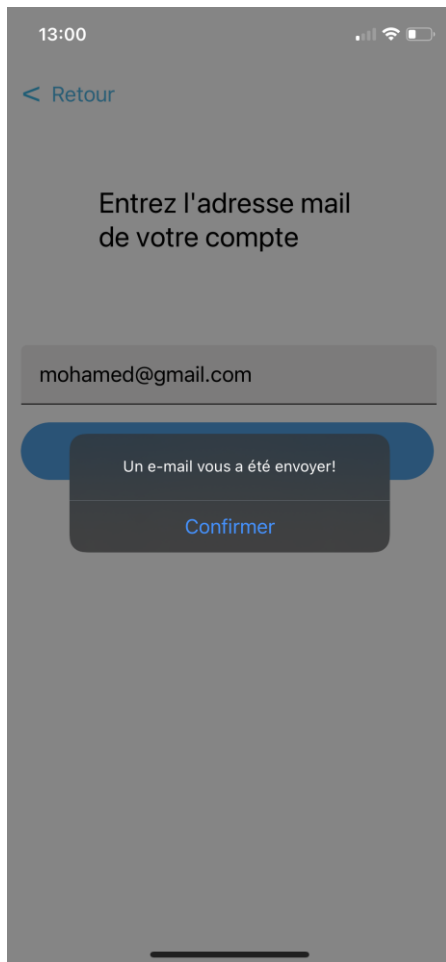 13:00
< Retour
Entrez l'adresse mail
de votre compte
mohamed@gmail.com
Un e-mail vous a été envoyer!
Confirmer